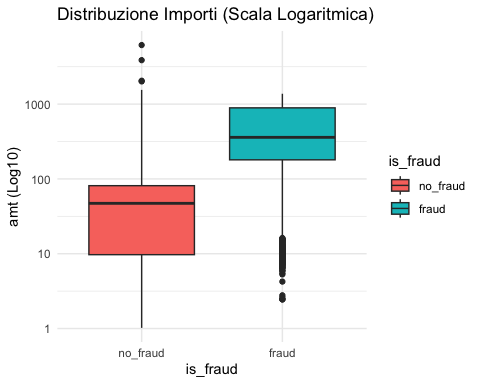 Distribuzione Importi (Scala Logaritmica)
amt (Log10)
1000
100
10
1
no_fraud
fraud
is_fraud
is_fraud
no_fraud
fraud